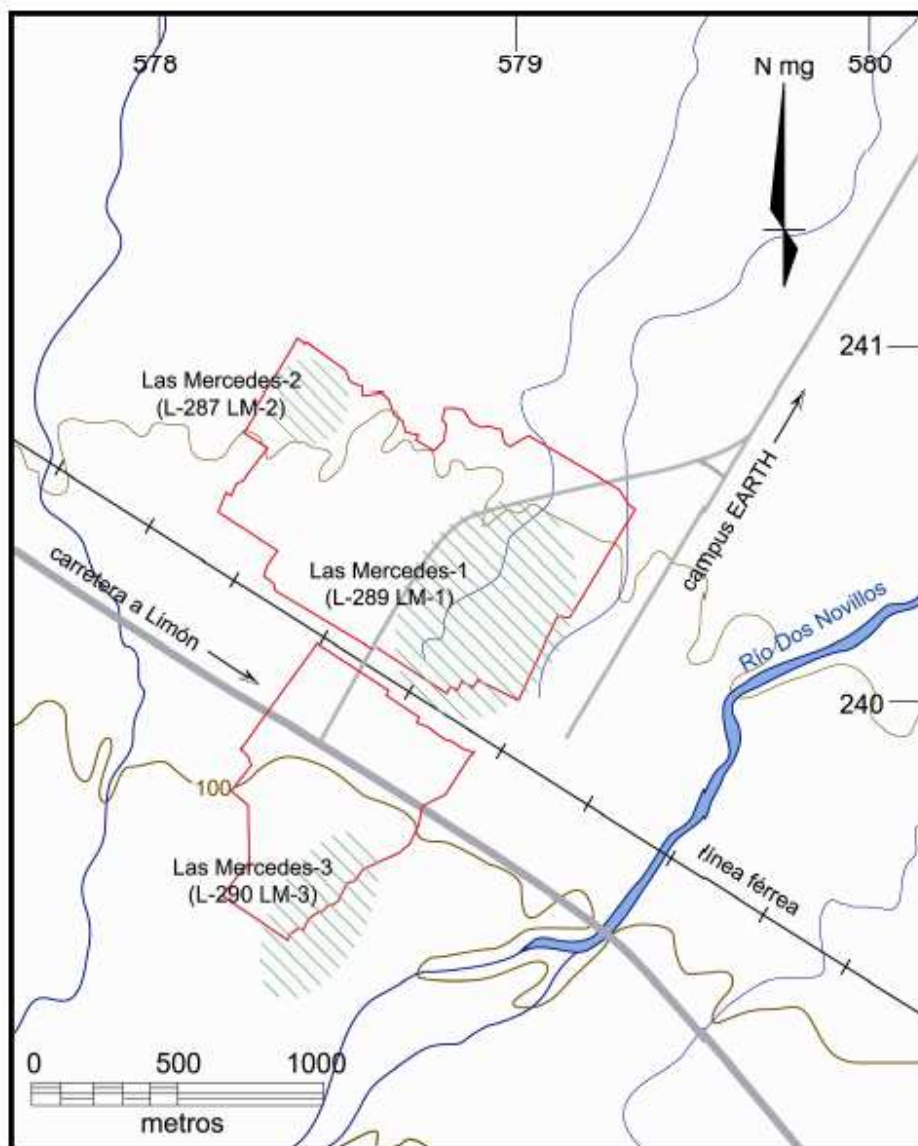 578
579
580
N mg
241
Las Mercedes-2
(L-287 LM-2)
campus EARTH
Las Mercedes-1
(L-289 LM-1)
carretera a Limón
Rio Dos Novillos
240
100
Las Mercedes-3
(L-290 LM-3)
línea férrea
0 500 1000
metros